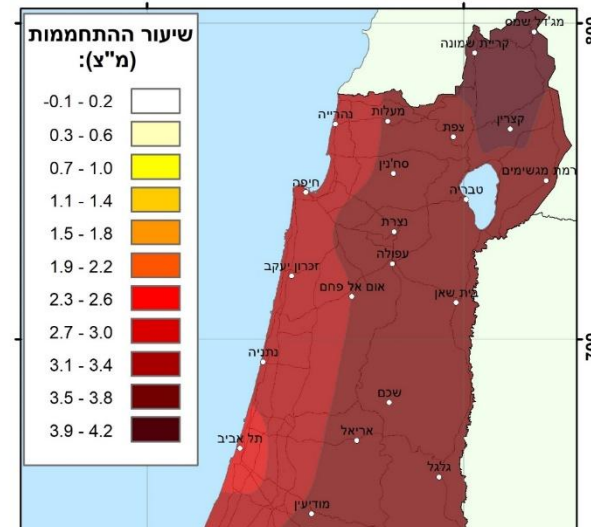 שיעור ההתחממות
(מ"צ):
-0.1 - 0.2
0.3 - 0.6
0.7 - 1.0
1.1 - 1.4
1.5 - 1.8
1.9 - 2.2
2.3 - 2.6
2.7 - 3.0
3.1 - 3.4
3.5 - 3.8
3.9 - 4.2
מג'דל שמס
קריית שמונה
קצרין
צפת
מעלות
נהרייה
סח'נין
רמת מגשימים
טבריה
חיפה
נצרת
עפולה
זכרון יעקב
אום אל פחם
בית שאן
נתניה
שכם
אריאל
תל אביב
גלגל
מודיעין
800
700